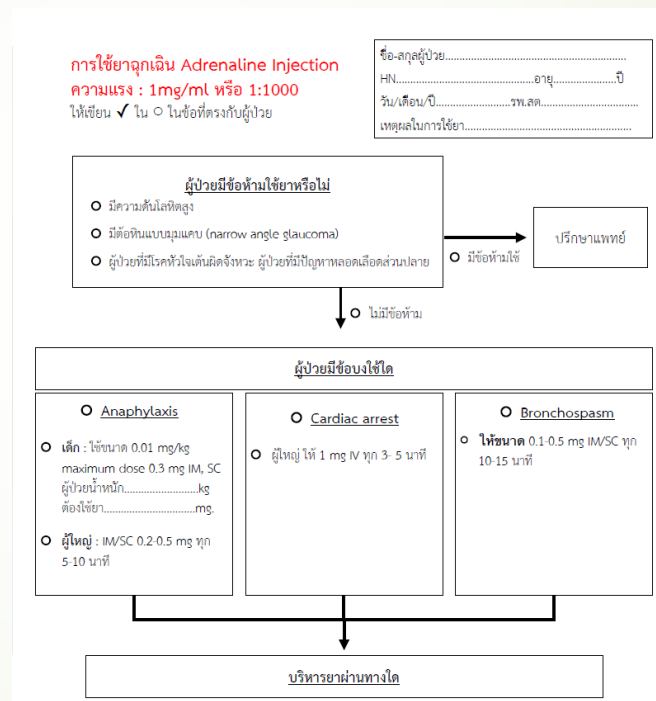 การใช้ยาฉุกเฉิน Adrenaline Injection
ความแรง : 1mg/ml หรือ 1:1000
ให้เขียน ✓ ใน ○ ในข้อที่ตรงกับผู้ป่วย
ชื่อ-สกุลผู้ป่วย......................................................
HN..........................................อายุ...................ปี
วัน/เดือน/ปี.......................รพ.สต..............................
เหตุผลในการใช้ยา..................................................
ผู้ป่วยมีข้อห้ามใช้ยาหรือไม่
○ มีความดันโลหิตสูง
○ มีต้อหินแบบมุมแคบ (narrow angle glaucoma)
○ ผู้ป่วยที่มีโรคหัวใจเต้นผิดจังหวะ ผู้ป่วยที่มีปัญหาหลอดเลือดส่วนปลาย
○ มีข้อห้ามใช้
ปรึกษาแพทย์
○ ไม่มีข้อห้าม
ผู้ป่วยมีข้อบงใช้ใด
○ Anaphylaxis
○ เด็ก : ใช้ขนาด 0.01 mg/kg
maximum dose 0.3 mg IM, SC
ผู้ป่วยน้ำหนัก.......................kg
ต้องใช้ยา............................mg.
○ ผู้ใหญ่ : IM/SC 0.2-0.5 mg ทุก
5-10 นาที
○ Cardiac arrest
○ ผู้ใหญ่ ให้ 1 mg IV ทุก 3- 5 นาที
○ Bronchospasm
○ ให้ขนาด 0.1-0.5 mg IM/SC ทุก
10-15 นาที
บริหารยาผ่านทางใด